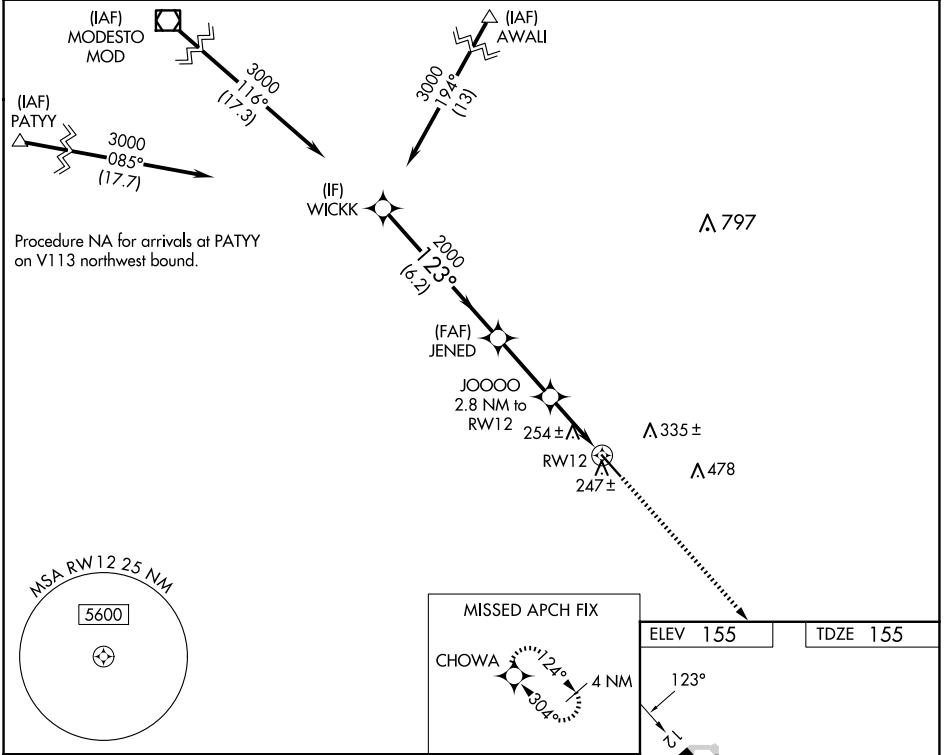 (IAF)
MODESTO
MOD
3000
116°
(17.3)
(IAF)
AWALI
3000
194°
(13)
(IAF)
PATYY
3000
085°
(17.7)
Procedure NA for arrivals at PATYY
on V113 northwest bound.
(IF)
WICKK
797
2000
123°
(6.2)
(FAF)
JENED
JOOOO
2.8 NM to
RW12
254±
335±
RW12
247±
478
MSA RW12 25 NM
5600
MISSED APCH FIX
CHOWA
124°
304°
4 NM
ELEV 155
TDZE 155
123°
12